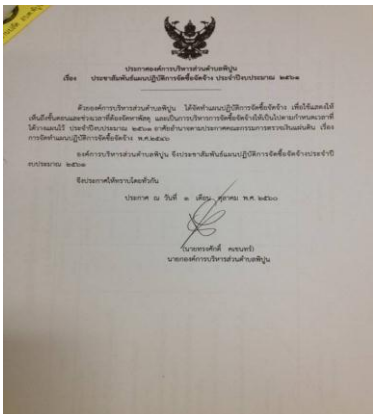 ประกาศองค์การบริหารส่วนตำบลพิปูน
เรื่อง ประชาสัมพันธ์แผนปฏิบัติการจัดซื้อจัดจ้าง ประจำปีงบประมาณ ๒๕๖๑
ด้วยองค์การบริหารส่วนตำบลพิปูน ได้จัดทำแผนปฏิบัติการจัดซื้อจัดจ้าง เพื่อใช้แสดงให้
เห็นถึงขั้นตอนและช่วงเวลาที่ต้องจัดหาพัสดุ และเป็นการบริหารการจัดซื้อจัดจ้างให้เป็นไปตามกำหนดเวลาที่
ได้วางแผนไว้ ประจำปีงบประมาณ ๒๕๖๑ อาศัยอำนาจตามประกาศคณะกรรมการตรวจเงินแผ่นดิน เรื่อง
การจัดทำแผนปฏิบัติการจัดซื้อจัดจ้าง พ.ศ.๒๕๔๖
องค์การบริหารส่วนตำบลพิปูน จึงประชาสัมพันธ์แผนปฏิบัติการจัดซื้อจัดจ้างประจำปี
งบประมาณ ๒๕๖๑
จึงประกาศให้ทราบโดยทั่วกัน
ประกาศ ณ วันที่ ๑ เดือน ตุลาคม พ.ศ. ๒๕๖๐
(นายทรงศักดิ์ คเชนทร์)
นายกองค์การบริหารส่วนตำบลพิปูน